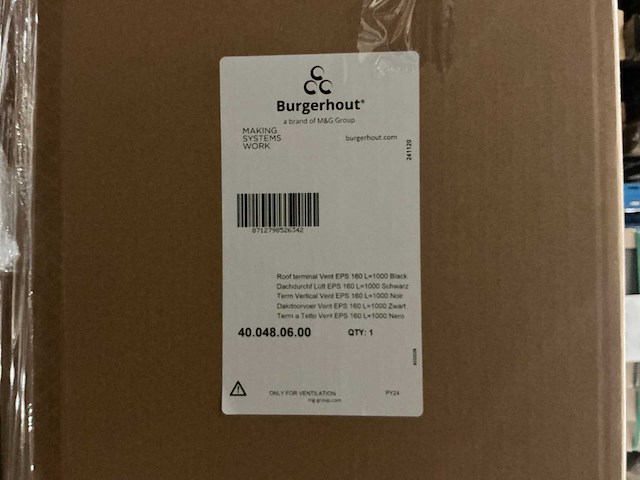 Burgerhout®
a brand of M&G Group
MAKING
SYSTEMS
WORK
burgerhout.com
241120
8712798526342
Roof terminal Vent EPS 160 L=1000 Black
Dachdurchf Lüft EPS 160 L=1000 Schwarz
Term Vertical Vent EPS 160 L=1000 Noir
Dakdoorvoer Vent EPS 160 L=1000 Zwart
Term a Tetto Vent EPS 160 L=1000 Nero
40.048.06.00 QTY: 1
ONLY FOR VENTILATION PY24
mg-group.com